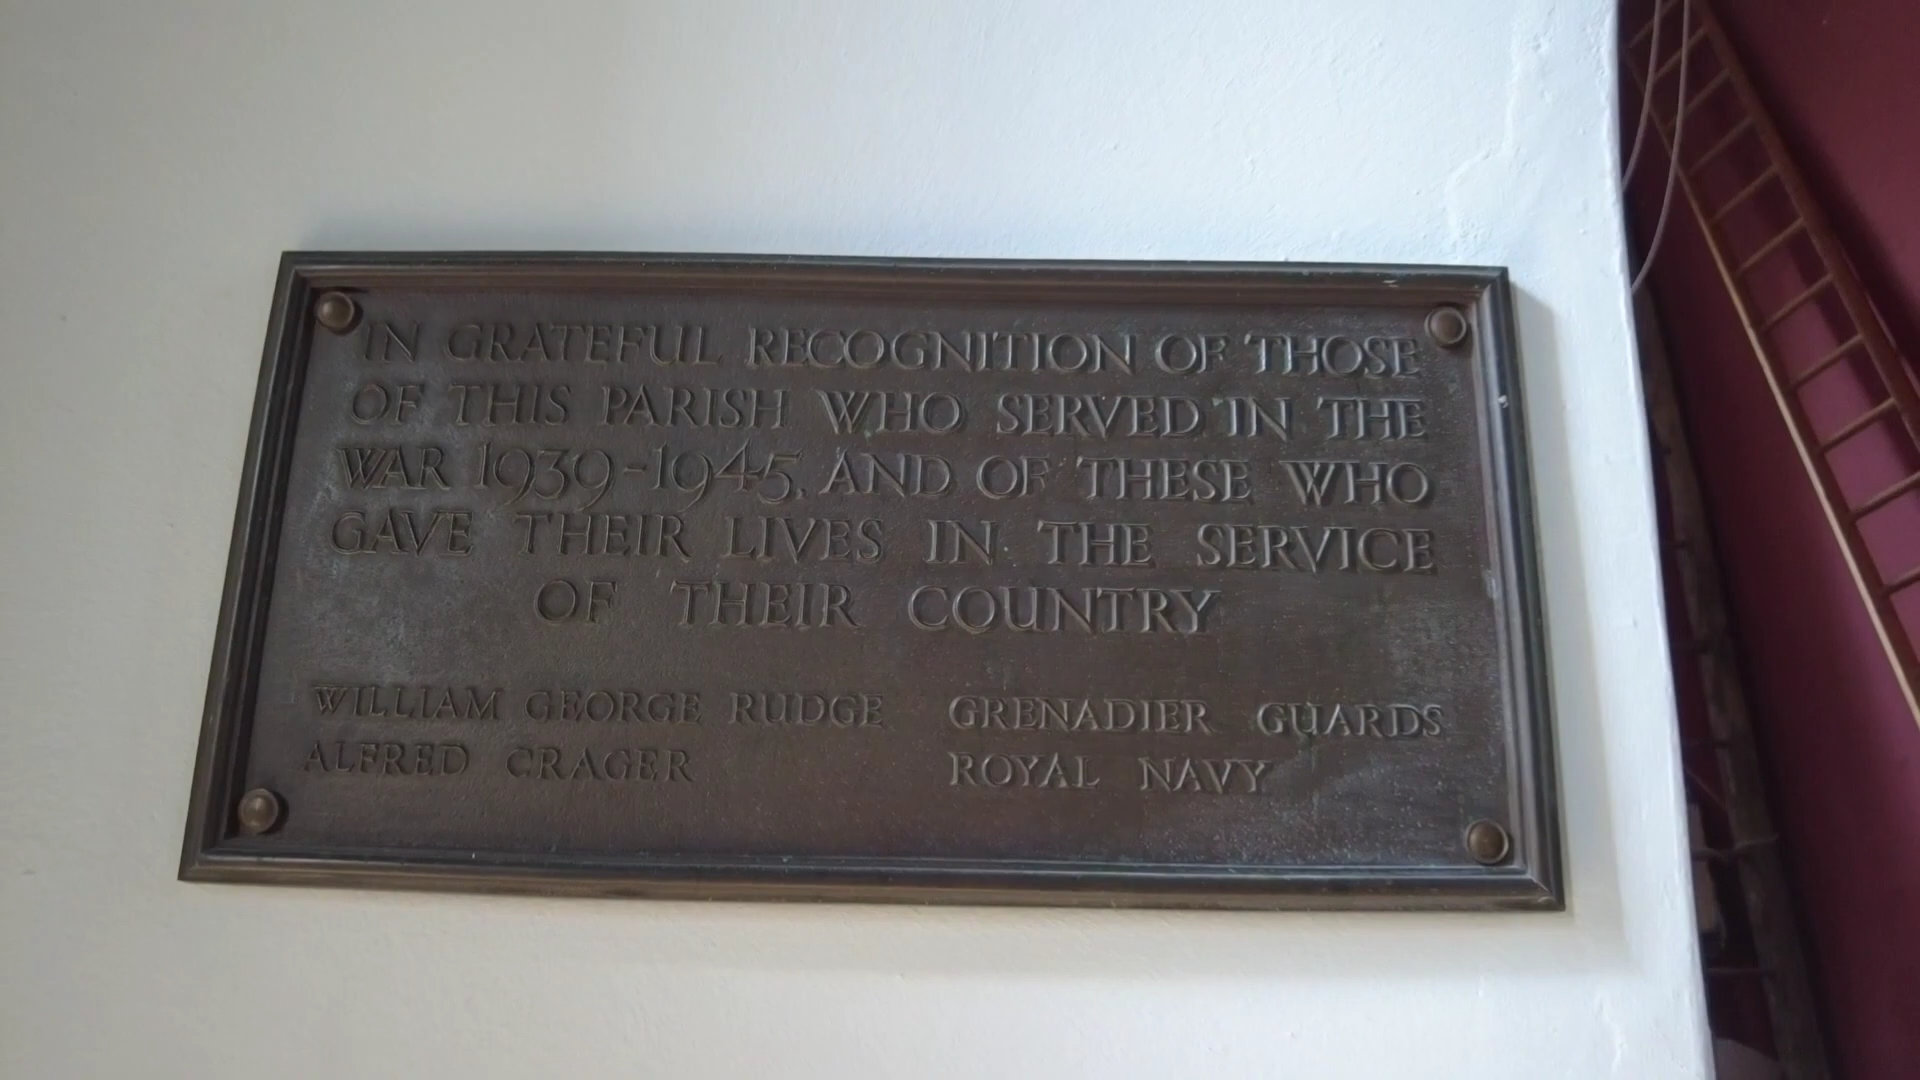 IN GRATEFUL RECOGNITION OF THOSE
OF THIS PARISH WHO SERVED IN THE
WAR 1939-1945, AND OF THESE WHO
GAVE THEIR LIVES IN THE SERVICE
OF THEIR COUNTRY
WILLIAM GEORGE RUDGE GRENADIER GUARDS
ALFRED CRAGER ROYAL NAVY